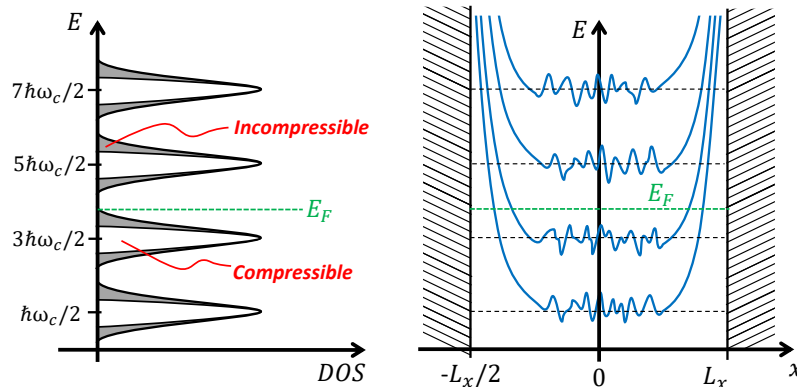 E
7ħω_c/2
Incompressible
5ħω_c/2
E_F
3ħω_c/2
Compressible
ħω_c/2
DOS
E
E_F
-L_x/2
0
L_x
x